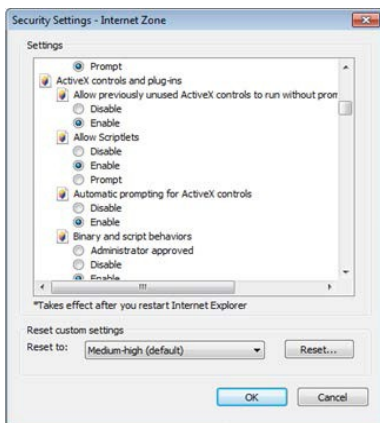 Security Settings - Internet Zone
Settings
Prompt
ActiveX controls and plug-ins
Allow previously unused ActiveX controls to run without pron
Disable
Enable
Allow Scriptlets
Disable
Enable
Prompt
Automatic prompting for ActiveX controls
Disable
Enable
Binary and script behaviors
Administrator approved
Disable
Enable
*Takes effect after you restart Internet Explorer
Reset custom settings
Reset to: Medium-high (default) Reset...
OK Cancel